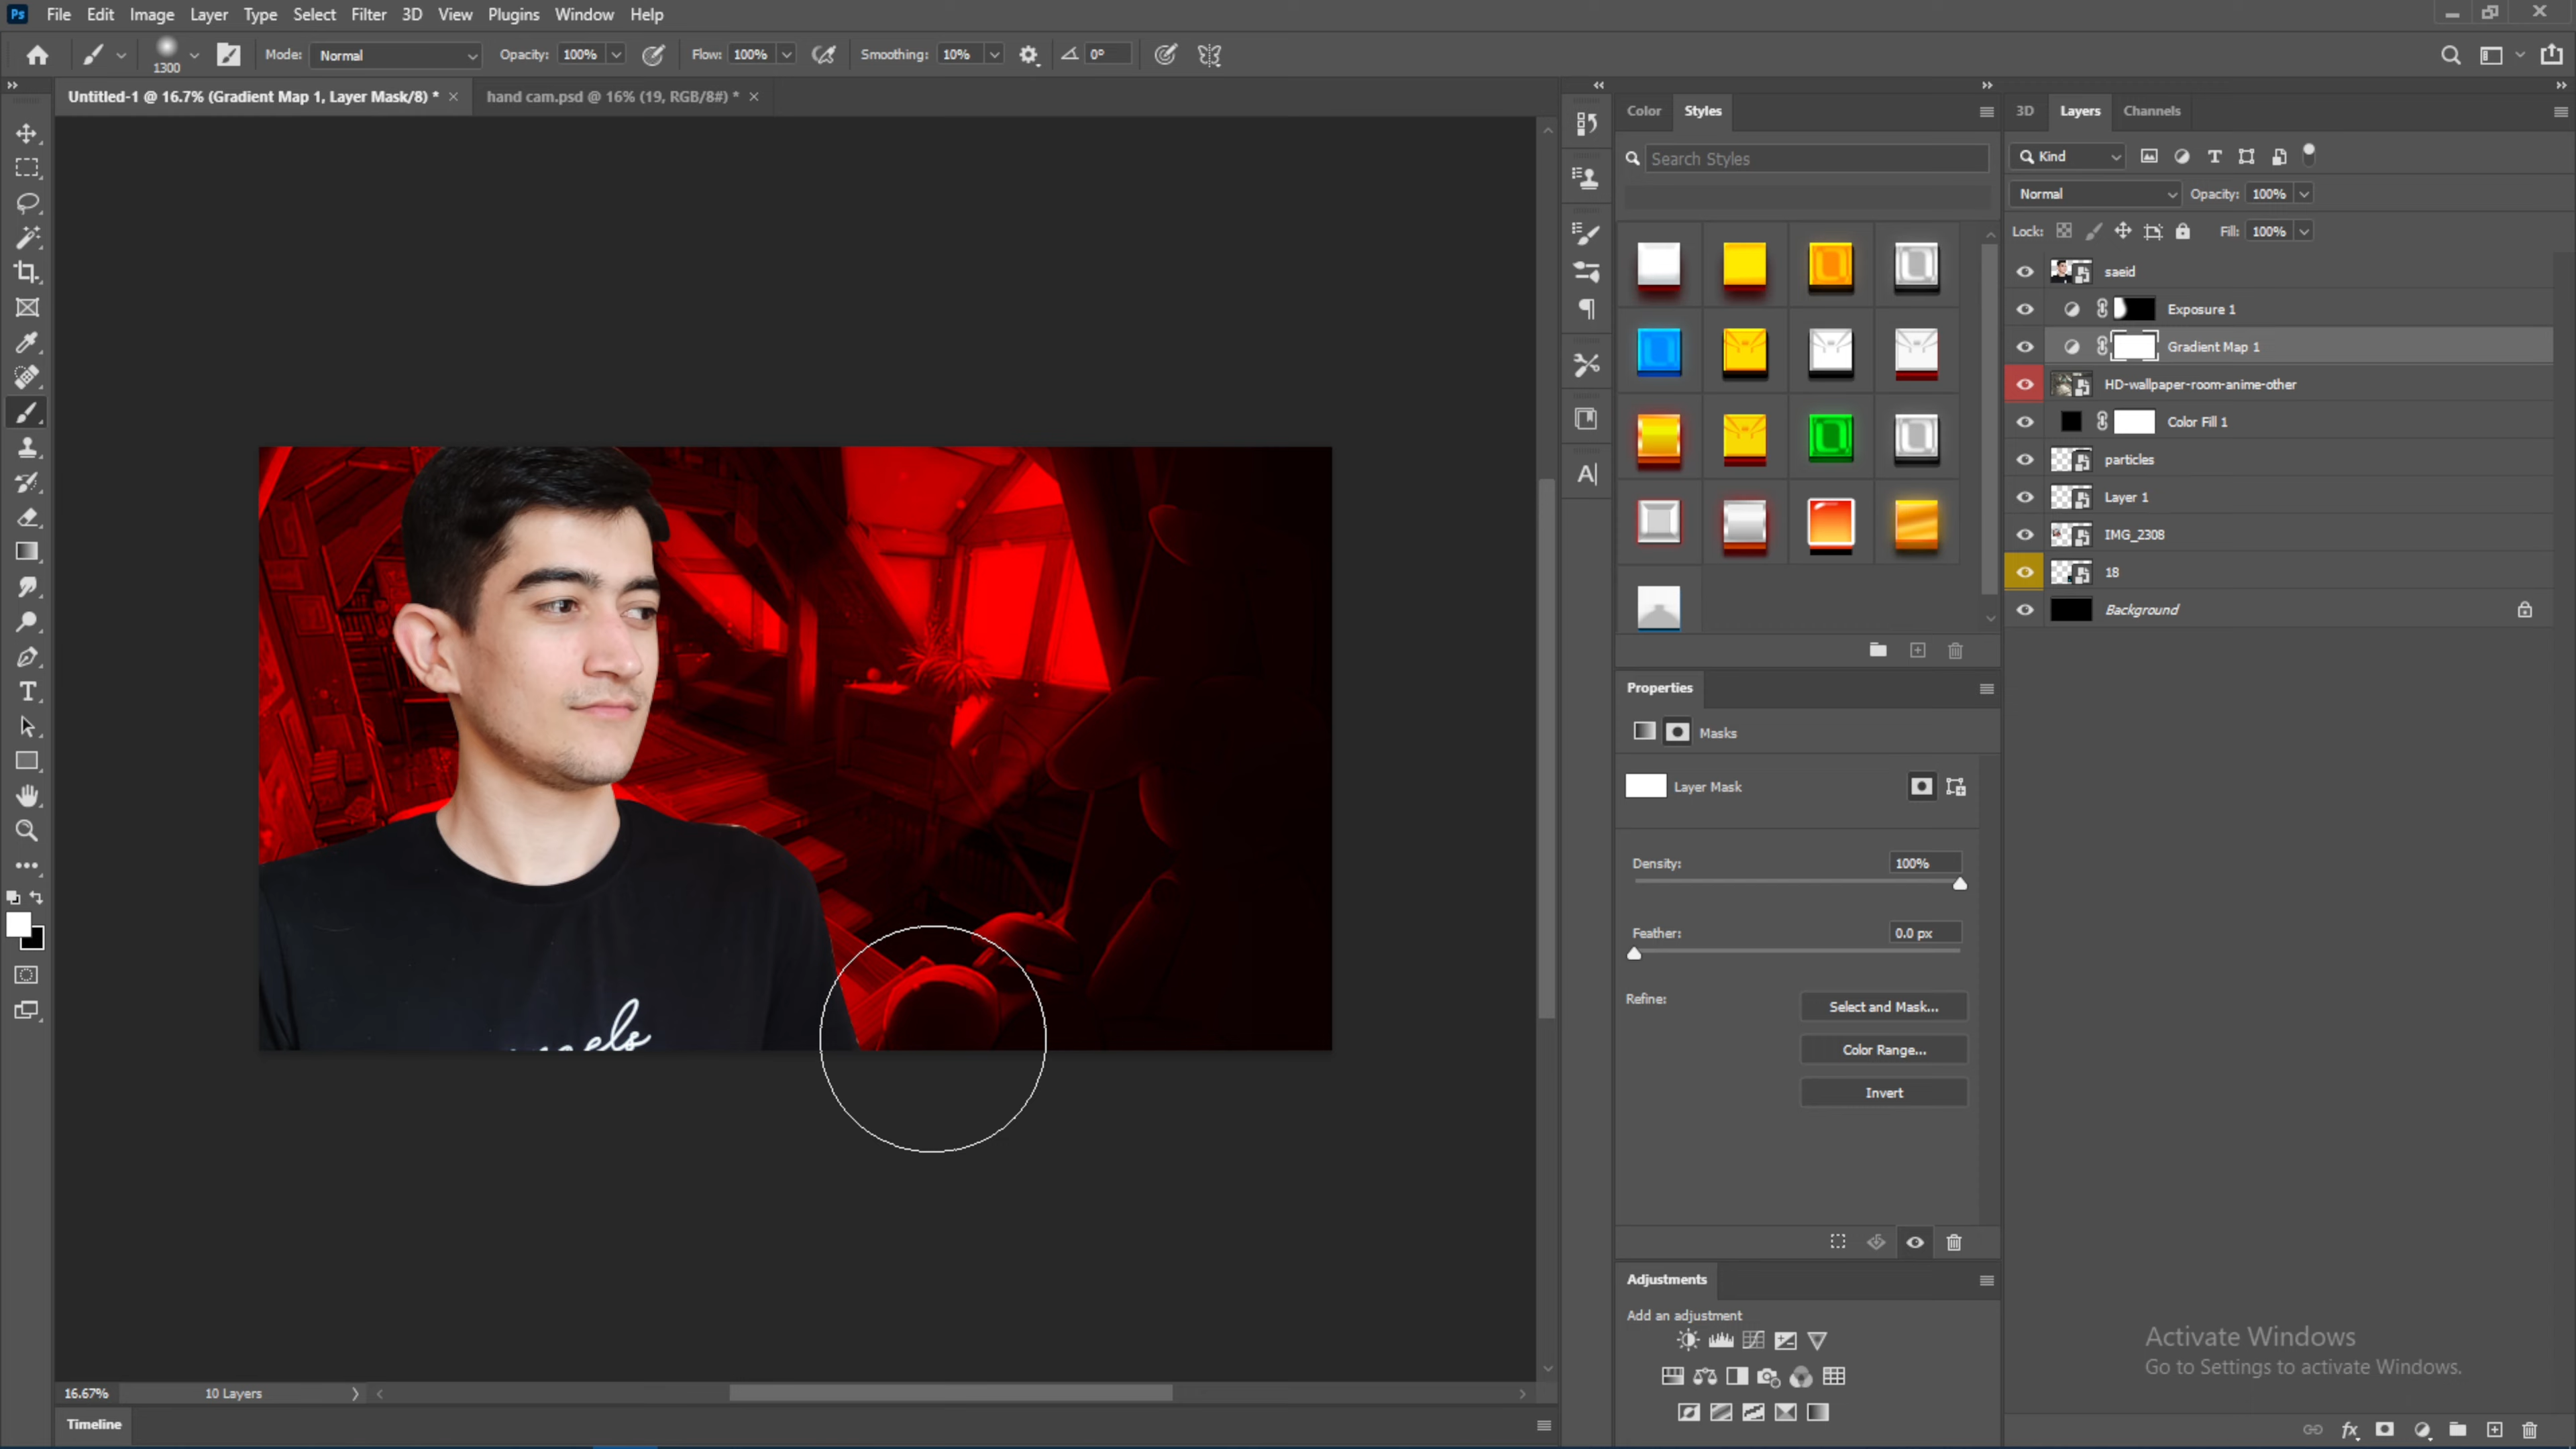 Ps File Edit Image Layer Type Select Filter 3D View Plugins Window Help
1300 Mode: Normal Opacity: 100% Flow: 100% Smoothing: 10% 0°
Untitled-1 @ 16.7% (Gradient Map 1, Layer Mask/8) * hand cam.psd @ 16% (19, RGB/8#) *
Color Styles
Search Styles
3D Layers Channels
Kind
Normal Opacity: 100%
Lock: Fill: 100%
saeid
Exposure 1
Gradient Map 1
HD-wallpaper-room-anime-other
Color Fill 1
particles
Layer 1
IMG_2308
18
Background
Properties
Masks
Layer Mask
Density: 100%
Feather: 0.0 px
Refine: Select and Mask...
Color Range...
Invert
Adjustments
Add an adjustment
Activate Windows
Go to Settings to activate Windows.
16.67% 10 Layers
Timeline